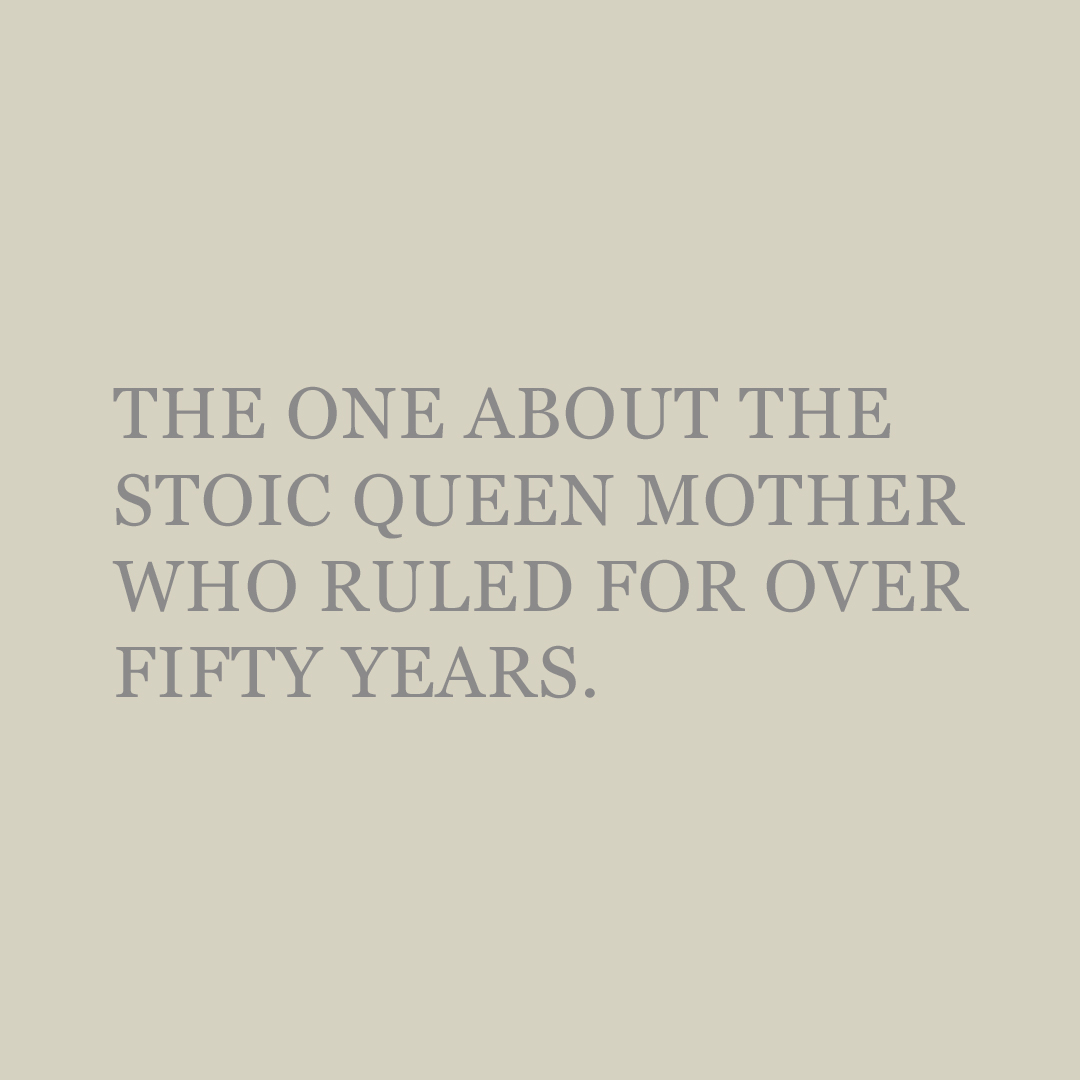 THE ONE ABOUT THE
STOIC QUEEN MOTHER
WHO RULED FOR OVER
FIFTY YEARS.